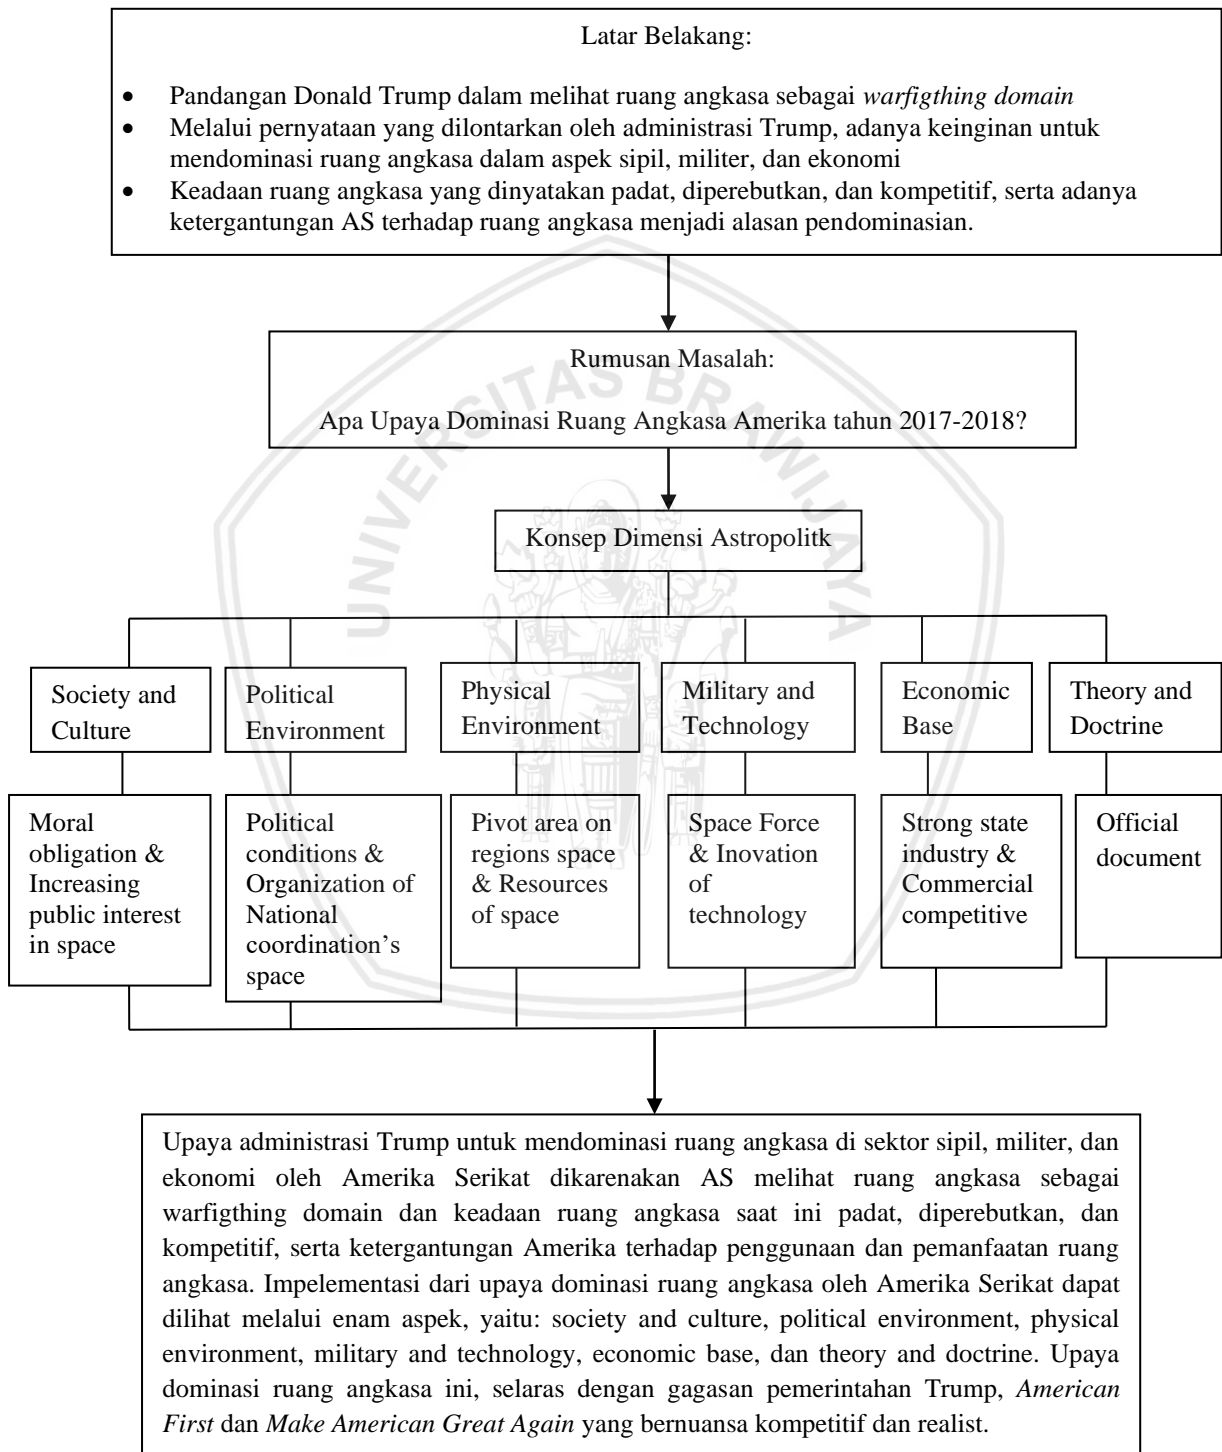 Latar Belakang:
• Pandangan Donald Trump dalam melihat ruang angkasa sebagai warfigthing domain
• Melalui pernyataan yang dilontarkan oleh administrasi Trump, adanya keinginan untuk
mendominasi ruang angkasa dalam aspek sipil, militer, dan ekonomi
• Keadaan ruang angkasa yang dinyatakan padat, diperebutkan, dan kompetitif, serta adanya
ketergantungan AS terhadap ruang angkasa menjadi alasan pendominasian.
Rumusan Masalah:
Apa Upaya Dominasi Ruang Angkasa Amerika tahun 2017-2018?
UNIVERSITAS BRAWIJAYA
Konsep Dimensi Astropolitk
Society and
Culture
Political
Environment
Physical
Environment
Military and
Technology
Economic
Base
Theory and
Doctrine
Moral
obligation &
Increasing
public interest
in space
Political
conditions &
Organization of
National
coordination’s
space
Pivot area on
regions space
& Resources
of space
Space Force
& Inovation
of
technology
Strong state
industry &
Commercial
competitive
Official
document
Upaya administrasi Trump untuk mendominasi ruang angkasa di sektor sipil, militer, dan
ekonomi oleh Amerika Serikat dikarenakan AS melihat ruang angkasa sebagai
warfigthing domain dan keadaan ruang angkasa saat ini padat, diperebutkan, dan
kompetitif, serta ketergantungan Amerika terhadap penggunaan dan pemanfaatan ruang
angkasa. Impelementasi dari upaya dominasi ruang angkasa oleh Amerika Serikat dapat
dilihat melalui enam aspek, yaitu: society and culture, political environment, physical
environment, military and technology, economic base, dan theory and doctrine. Upaya
dominasi ruang angkasa ini, selaras dengan gagasan pemerintahan Trump, American
First dan Make American Great Again yang bernuansa kompetitif dan realist.